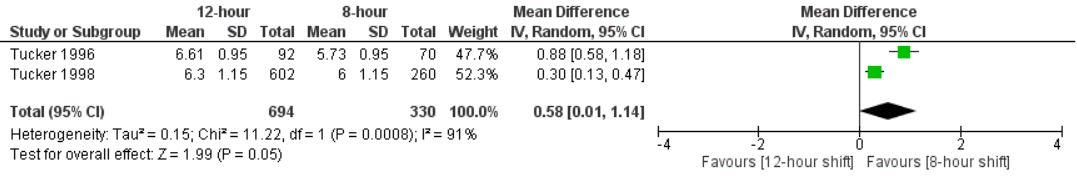 12-hour 8-hour Mean Difference Mean Difference
Study or Subgroup Mean SD Total Mean SD Total Weight IV, Random, 95% CI IV, Random, 95% CI
Tucker 1996 6.61 0.95 92 5.73 0.95 70 47.7% 0.88 [0.58, 1.18]
Tucker 1998 6.3 1.15 602 6 1.15 260 52.3% 0.30 [0.13, 0.47]
Total (95% CI) 694 330 100.0% 0.58 [0.01, 1.14]
Heterogeneity: Tau² = 0.15; Chi² = 11.22, df = 1 (P = 0.0008); I² = 91%
Test for overall effect: Z = 1.99 (P = 0.05)
-4 -2 0 2 4
Favours [12-hour shift] Favours [8-hour shift]